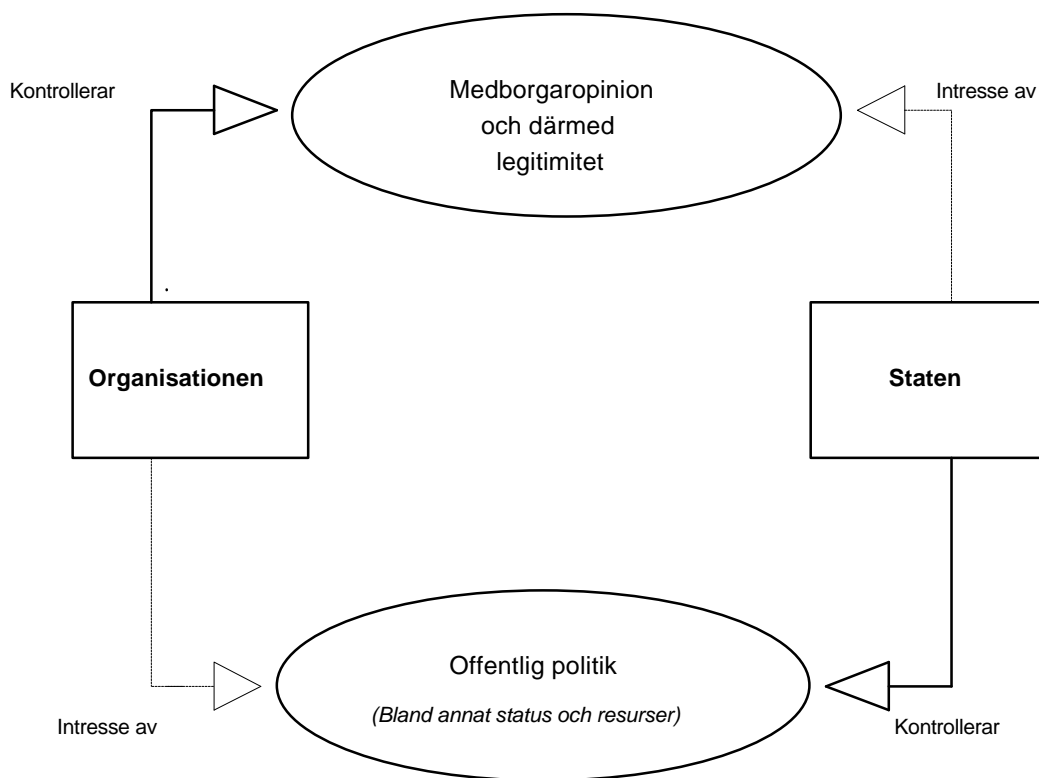 Kontrollerar
Medborgaropinion
och därmed
legitimitet
Intresse av
Organisationen
Staten
Offentlig politik
(Bland annat status och resurser)
Intresse av
Kontrollerar